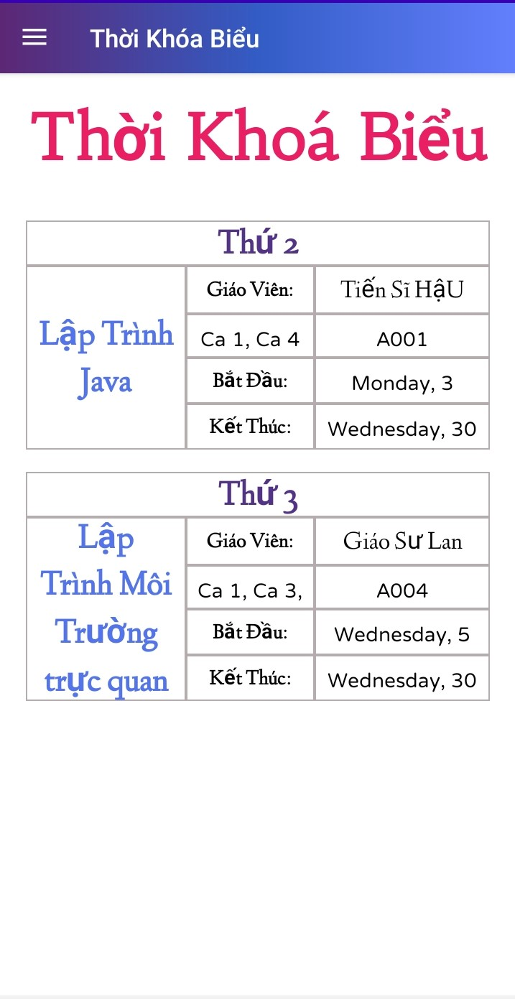 Thời Khóa Biểu
Thời Khoá Biểu
Thứ 2
Lập Trình
Java
Giáo Viên:
Tiến Sĩ HậU
Ca 1, Ca 4
A001
Bắt Đầu:
Monday, 3
Kết Thúc:
Wednesday, 30
Thứ 3
Lập
Trình Môi
Trường
trực quan
Giáo Viên:
Giáo Sư Lan
Ca 1, Ca 3,
A004
Bắt Đầu:
Wednesday, 5
Kết Thúc:
Wednesday, 30